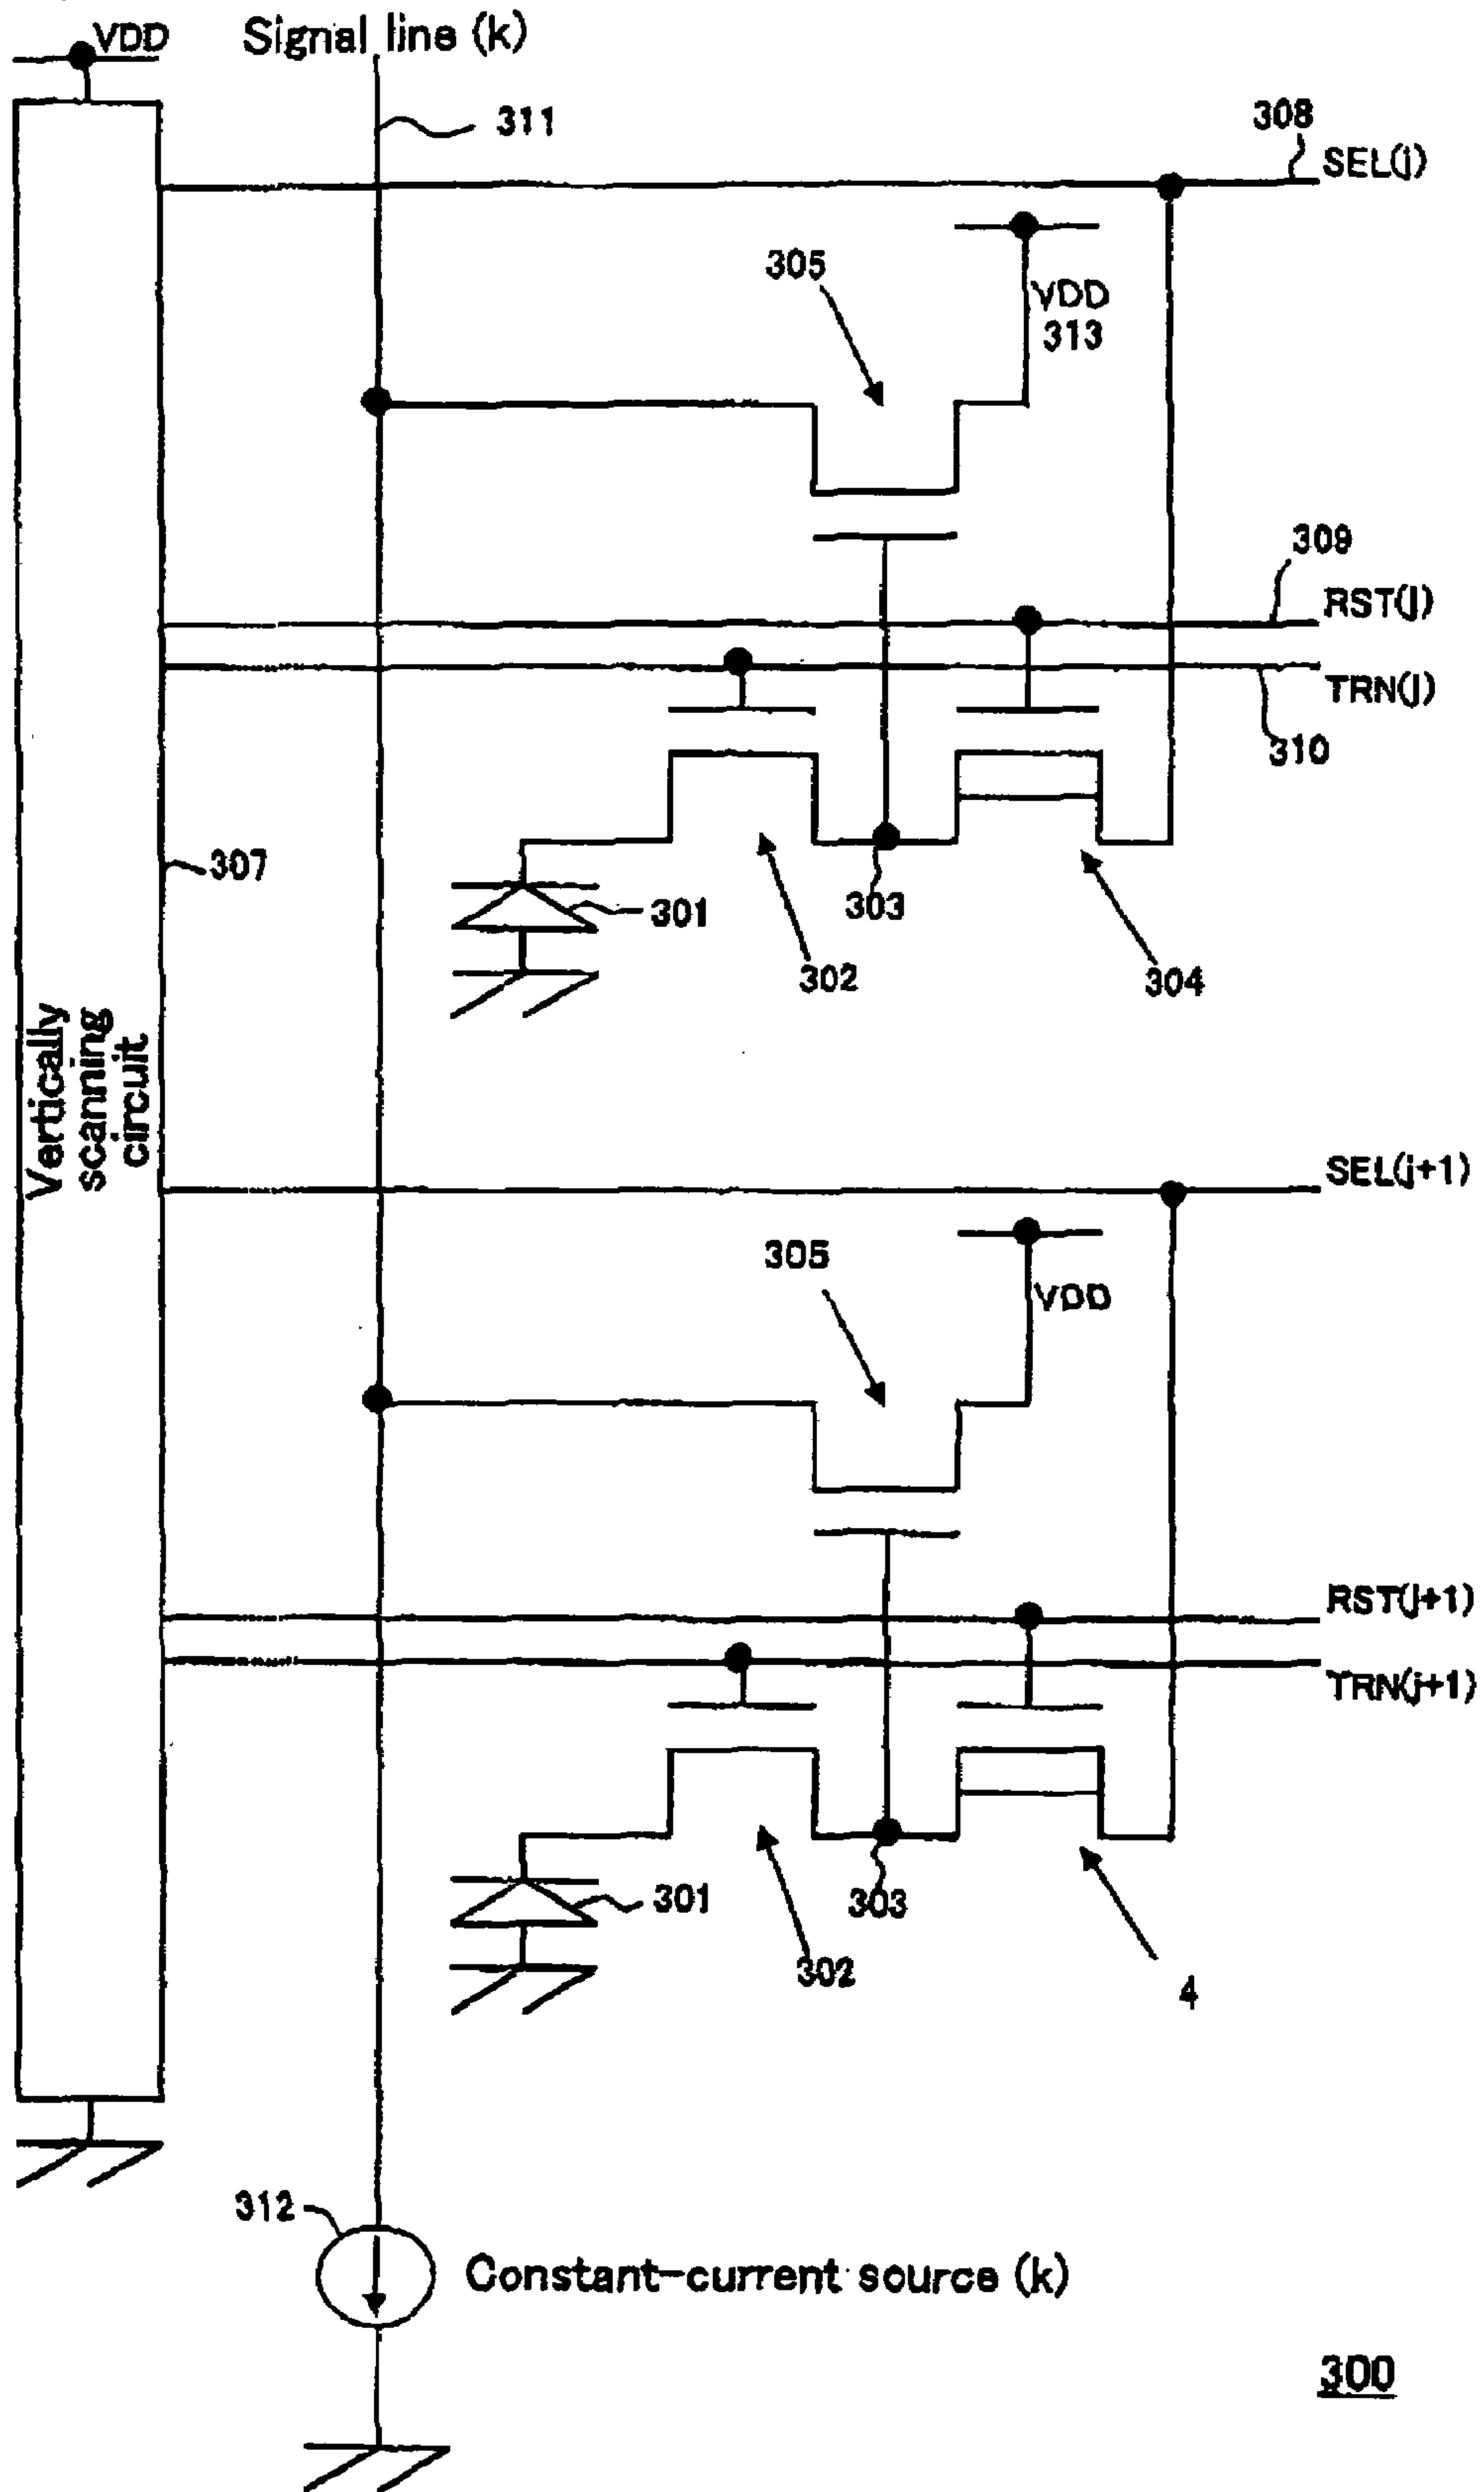 VDD
Signal line (k)
311
308
SEL(j)
305
VDD
313
309
RST(j)
TRN(j)
310
307
301
303
302
304
Vertically
scanning
circuit
SEL(j+1)
305
VDD
RST(j+1)
TRN(j+1)
301
303
302
4
312
Constant-current source (k)
300